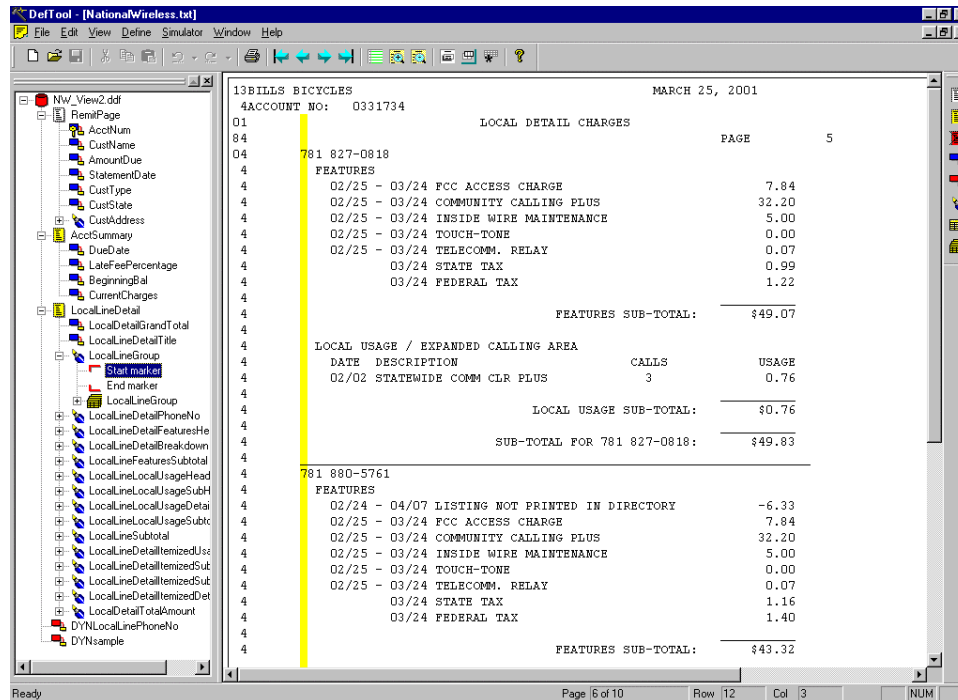 DefTool - [NationalWireless.txt]
File Edit View Define Simulator Window Help
NW_View2.ddf
RemitPage
AcctNum
CustName
AmountDue
StatementDate
CustType
CustState
CustAddress
AcctSummary
DueDate
LateFeePercentage
BeginningBal
CurrentCharges
LocalLineDetail
LocalDetailGrandTotal
LocalLineDetailTitle
LocalLineGroup
Start marker
End marker
LocalLineGroup
LocalLineDetailPhoneNo
LocalLineDetailFeaturesHe
LocalLineDetailBreakdown
LocalLineFeaturesSubtotal
LocalLineLocalUsageHead
LocalLineLocalUsageSubH
LocalLineLocalUsageDetai
LocalLineLocalUsageSubtc
LocalLineSubtotal
LocalLineDetailItemizedUsa
LocalLineDetailItemizedSub
LocalLineDetailItemizedSub
LocalLineDetailItemizedDet
LocalDetailTotalAmount
DYNLocalLinePhoneNo
DYNsample
13BILLS BICYCLES MARCH 25, 2001
4ACCOUNT NO: 0331734
01 LOCAL DETAIL CHARGES
84 PAGE 5
04 781 827-0818
4 FEATURES
4 02/25 - 03/24 FCC ACCESS CHARGE 7.84
4 02/25 - 03/24 COMMUNITY CALLING PLUS 32.20
4 02/25 - 03/24 INSIDE WIRE MAINTENANCE 5.00
4 02/25 - 03/24 TOUCH-TONE 0.00
4 02/25 - 03/24 TELECOMM. RELAY 0.07
4 03/24 STATE TAX 0.99
4 03/24 FEDERAL TAX 1.22
4
4 FEATURES SUB-TOTAL: $49.07
4
4 LOCAL USAGE / EXPANDED CALLING AREA
4 DATE DESCRIPTION CALLS USAGE
4 02/02 STATEWIDE COMM CLR PLUS 3 0.76
4
4 LOCAL USAGE SUB-TOTAL: $0.76
4
4 SUB-TOTAL FOR 781 827-0818: $49.83
4
4 781 880-5761
4 FEATURES
4 02/24 - 04/07 LISTING NOT PRINTED IN DIRECTORY -6.33
4 02/25 - 03/24 FCC ACCESS CHARGE 7.84
4 02/25 - 03/24 COMMUNITY CALLING PLUS 32.20
4 02/25 - 03/24 INSIDE WIRE MAINTENANCE 5.00
4 02/25 - 03/24 TOUCH-TONE 0.00
4 02/25 - 03/24 TELECOMM. RELAY 0.07
4 03/24 STATE TAX 1.16
4 03/24 FEDERAL TAX 1.40
4
4 FEATURES SUB-TOTAL: $43.32
Ready Page 6 of 10 Row 12 Col 3 NUM